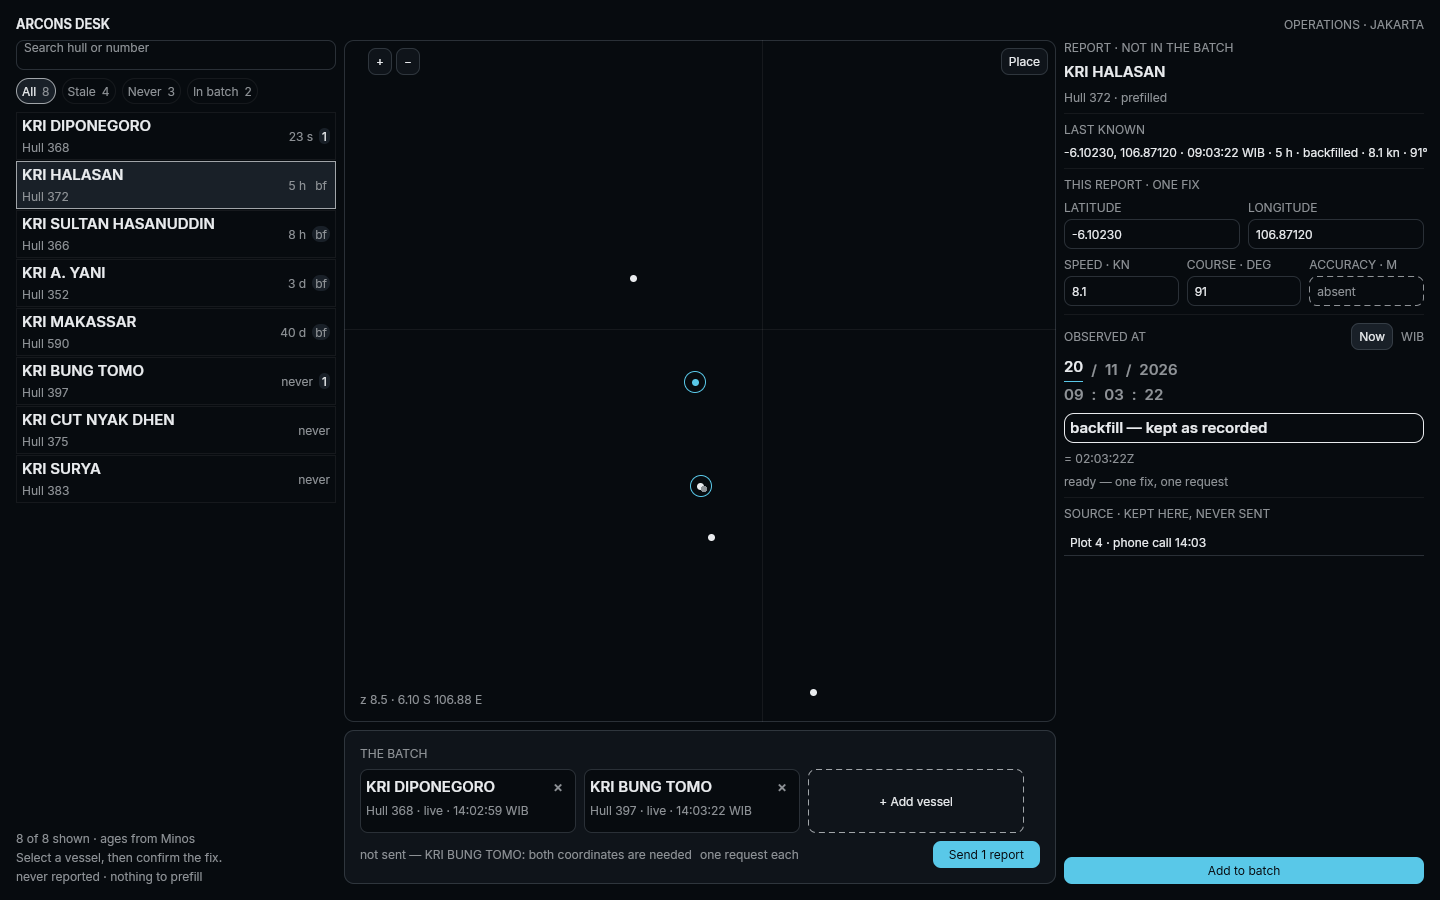 ARCONS DESK
OPERATIONS · JAKARTA
Search hull or number
All 8
Stale 4
Never 3
In batch 2
KRI DIPONEGORO
Hull 368
23 s 1
KRI HALASAN
Hull 372
5 h bf
KRI SULTAN HASANUDDIN
Hull 366
8 h bf
KRI A. YANI
Hull 352
3 d bf
KRI MAKASSAR
Hull 590
40 d bf
KRI BUNG TOMO
Hull 397
never 1
KRI CUT NYAK DHEN
Hull 375
never
KRI SURYA
Hull 383
never
8 of 8 shown · ages from Minos
Select a vessel, then confirm the fix.
never reported · nothing to prefill
+
−
Place
z 8.5 · 6.10 S 106.88 E
THE BATCH
KRI DIPONEGORO ×
Hull 368 · live · 14:02:59 WIB
KRI BUNG TOMO ×
Hull 397 · live · 14:03:22 WIB
+ Add vessel
not sent — KRI BUNG TOMO: both coordinates are needed one request each
Send 1 report
REPORT · NOT IN THE BATCH
KRI HALASAN
Hull 372 · prefilled
LAST KNOWN
-6.10230, 106.87120 · 09:03:22 WIB · 5 h · backfilled · 8.1 kn · 91°
THIS REPORT · ONE FIX
LATITUDE
LONGITUDE
-6.10230
106.87120
SPEED · KN
COURSE · DEG
ACCURACY · M
8.1
91
absent
OBSERVED AT
Now
WIB
20 / 11 / 2026
09 : 03 : 22
backfill — kept as recorded
= 02:03:22Z
ready — one fix, one request
SOURCE · KEPT HERE, NEVER SENT
Plot 4 · phone call 14:03
Add to batch